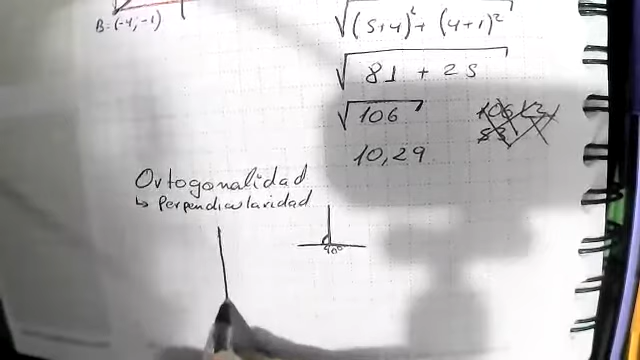 B=(-4,-1)
√(5+4)² + (4+1)²
√81 + 25
√106
10,29
Ortogonalidad
↳ Perpendicularidad
90°